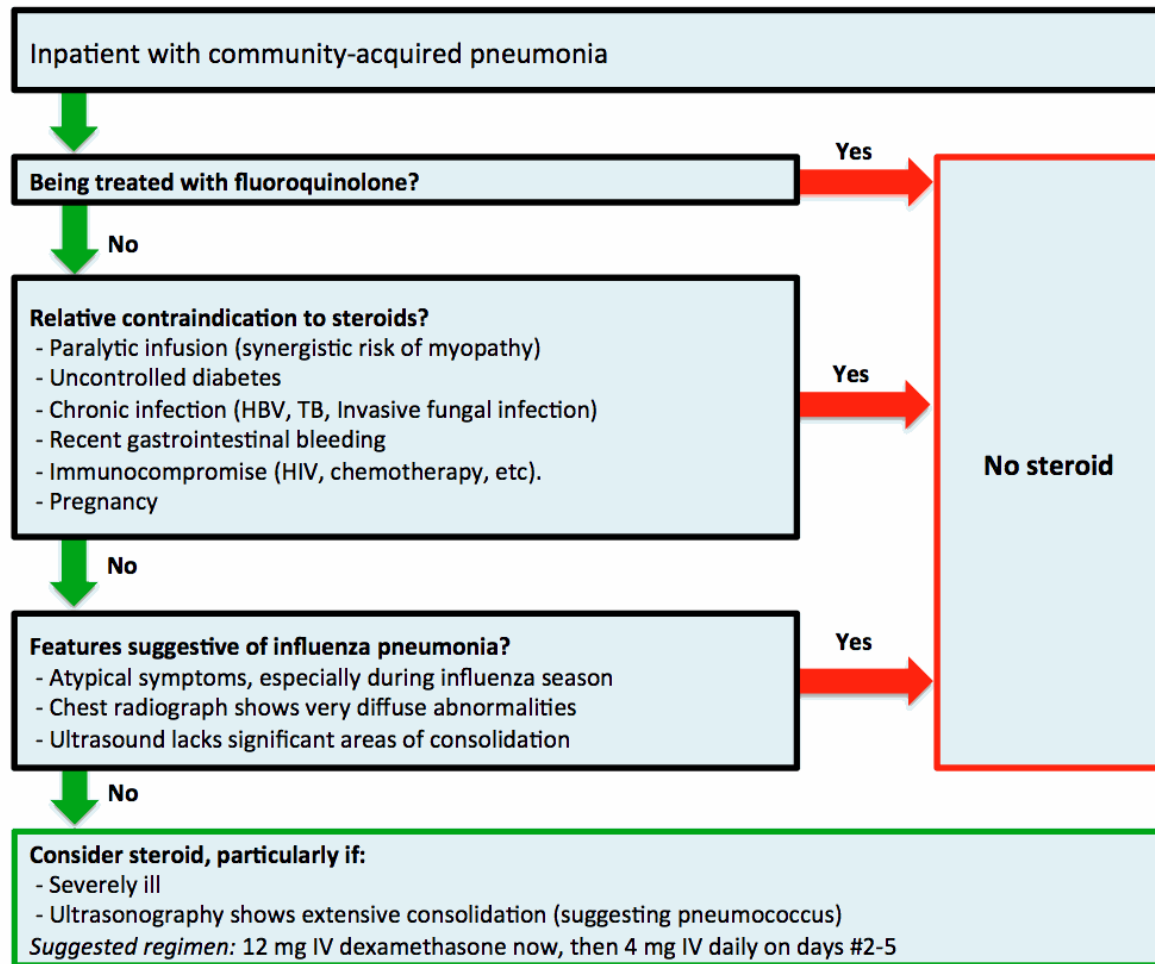 Inpatient with community-acquired pneumonia
Yes
Being treated with fluoroquinolone?
No
Relative contraindication to steroids?
- Paralytic infusion (synergistic risk of myopathy)
- Uncontrolled diabetes
- Chronic infection (HBV, TB, Invasive fungal infection)
- Recent gastrointestinal bleeding
- Immunocompromise (HIV, chemotherapy, etc).
- Pregnancy
Yes
No steroid
No
Features suggestive of influenza pneumonia?
- Atypical symptoms, especially during influenza season
- Chest radiograph shows very diffuse abnormalities
- Ultrasound lacks significant areas of consolidation
Yes
No
Consider steroid, particularly if:
- Severely ill
- Ultrasonography shows extensive consolidation (suggesting pneumococcus)
Suggested regimen: 12 mg IV dexamethasone now, then 4 mg IV daily on days #2-5